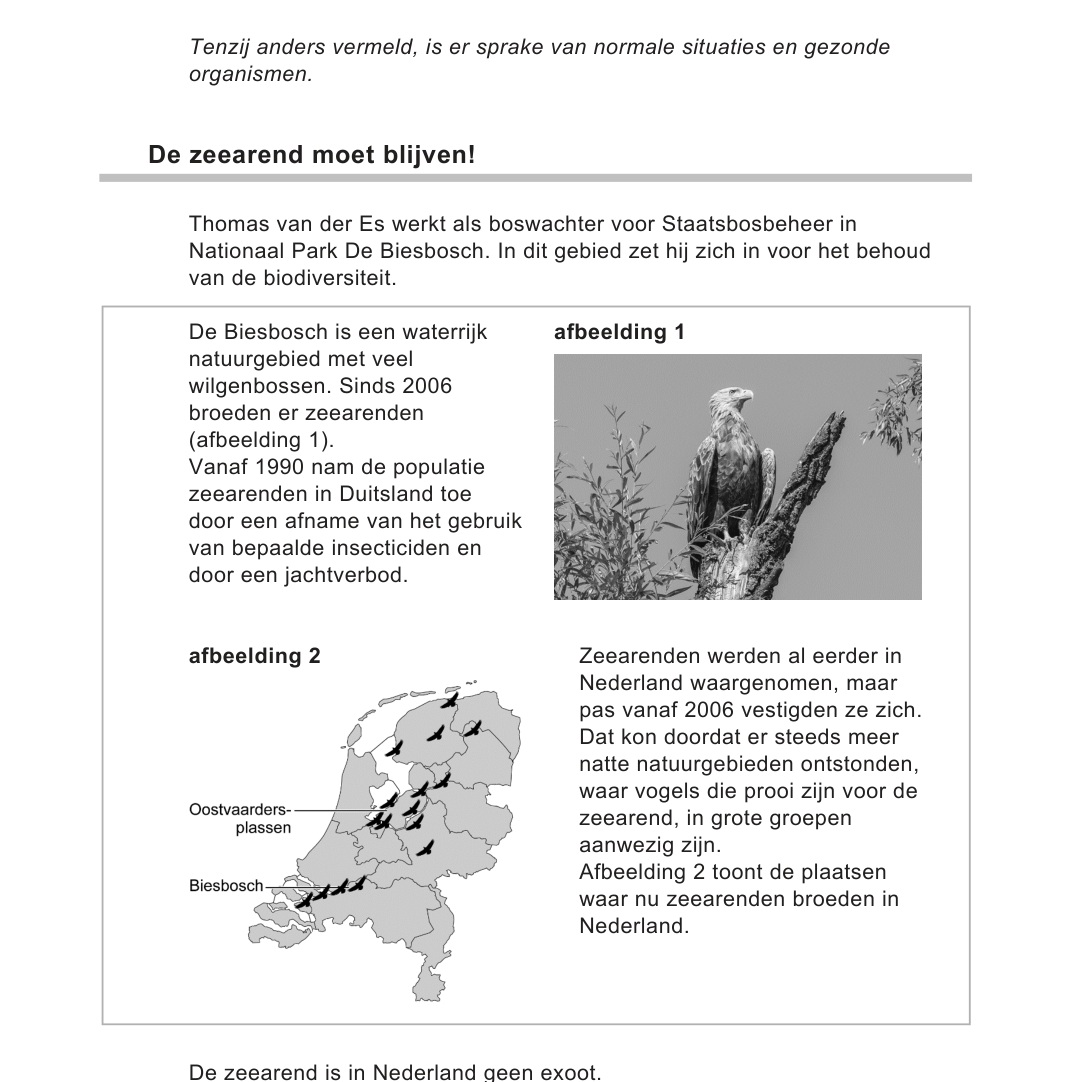 Tenzij anders vermeld, is er sprake van normale situaties en gezonde
organismen.
De zeearend moet blijven!
Thomas van der Es werkt als boswachter voor Staatsbosbeheer in
Nationaal Park De Biesbosch. In dit gebied zet hij zich in voor het behoud
van de biodiversiteit.
De Biesbosch is een waterrijk
natuurgebied met veel
wilgenbossen. Sinds 2006
broeden er zeearenden
(afbeelding 1).
Vanaf 1990 nam de populatie
zeearenden in Duitsland toe
door een afname van het gebruik
van bepaalde insecticiden en
door een jachtverbod.
afbeelding 1
afbeelding 2
Oostvaarders-
plassen
Biesbosch
Zeearenden werden al eerder in
Nederland waargenomen, maar
pas vanaf 2006 vestigden ze zich.
Dat kon doordat er steeds meer
natte natuurgebieden ontstonden,
waar vogels die prooi zijn voor de
zeearend, in grote groepen
aanwezig zijn.
Afbeelding 2 toont de plaatsen
waar nu zeearenden broeden in
Nederland.
De zeearend is in Nederland geen exoot.